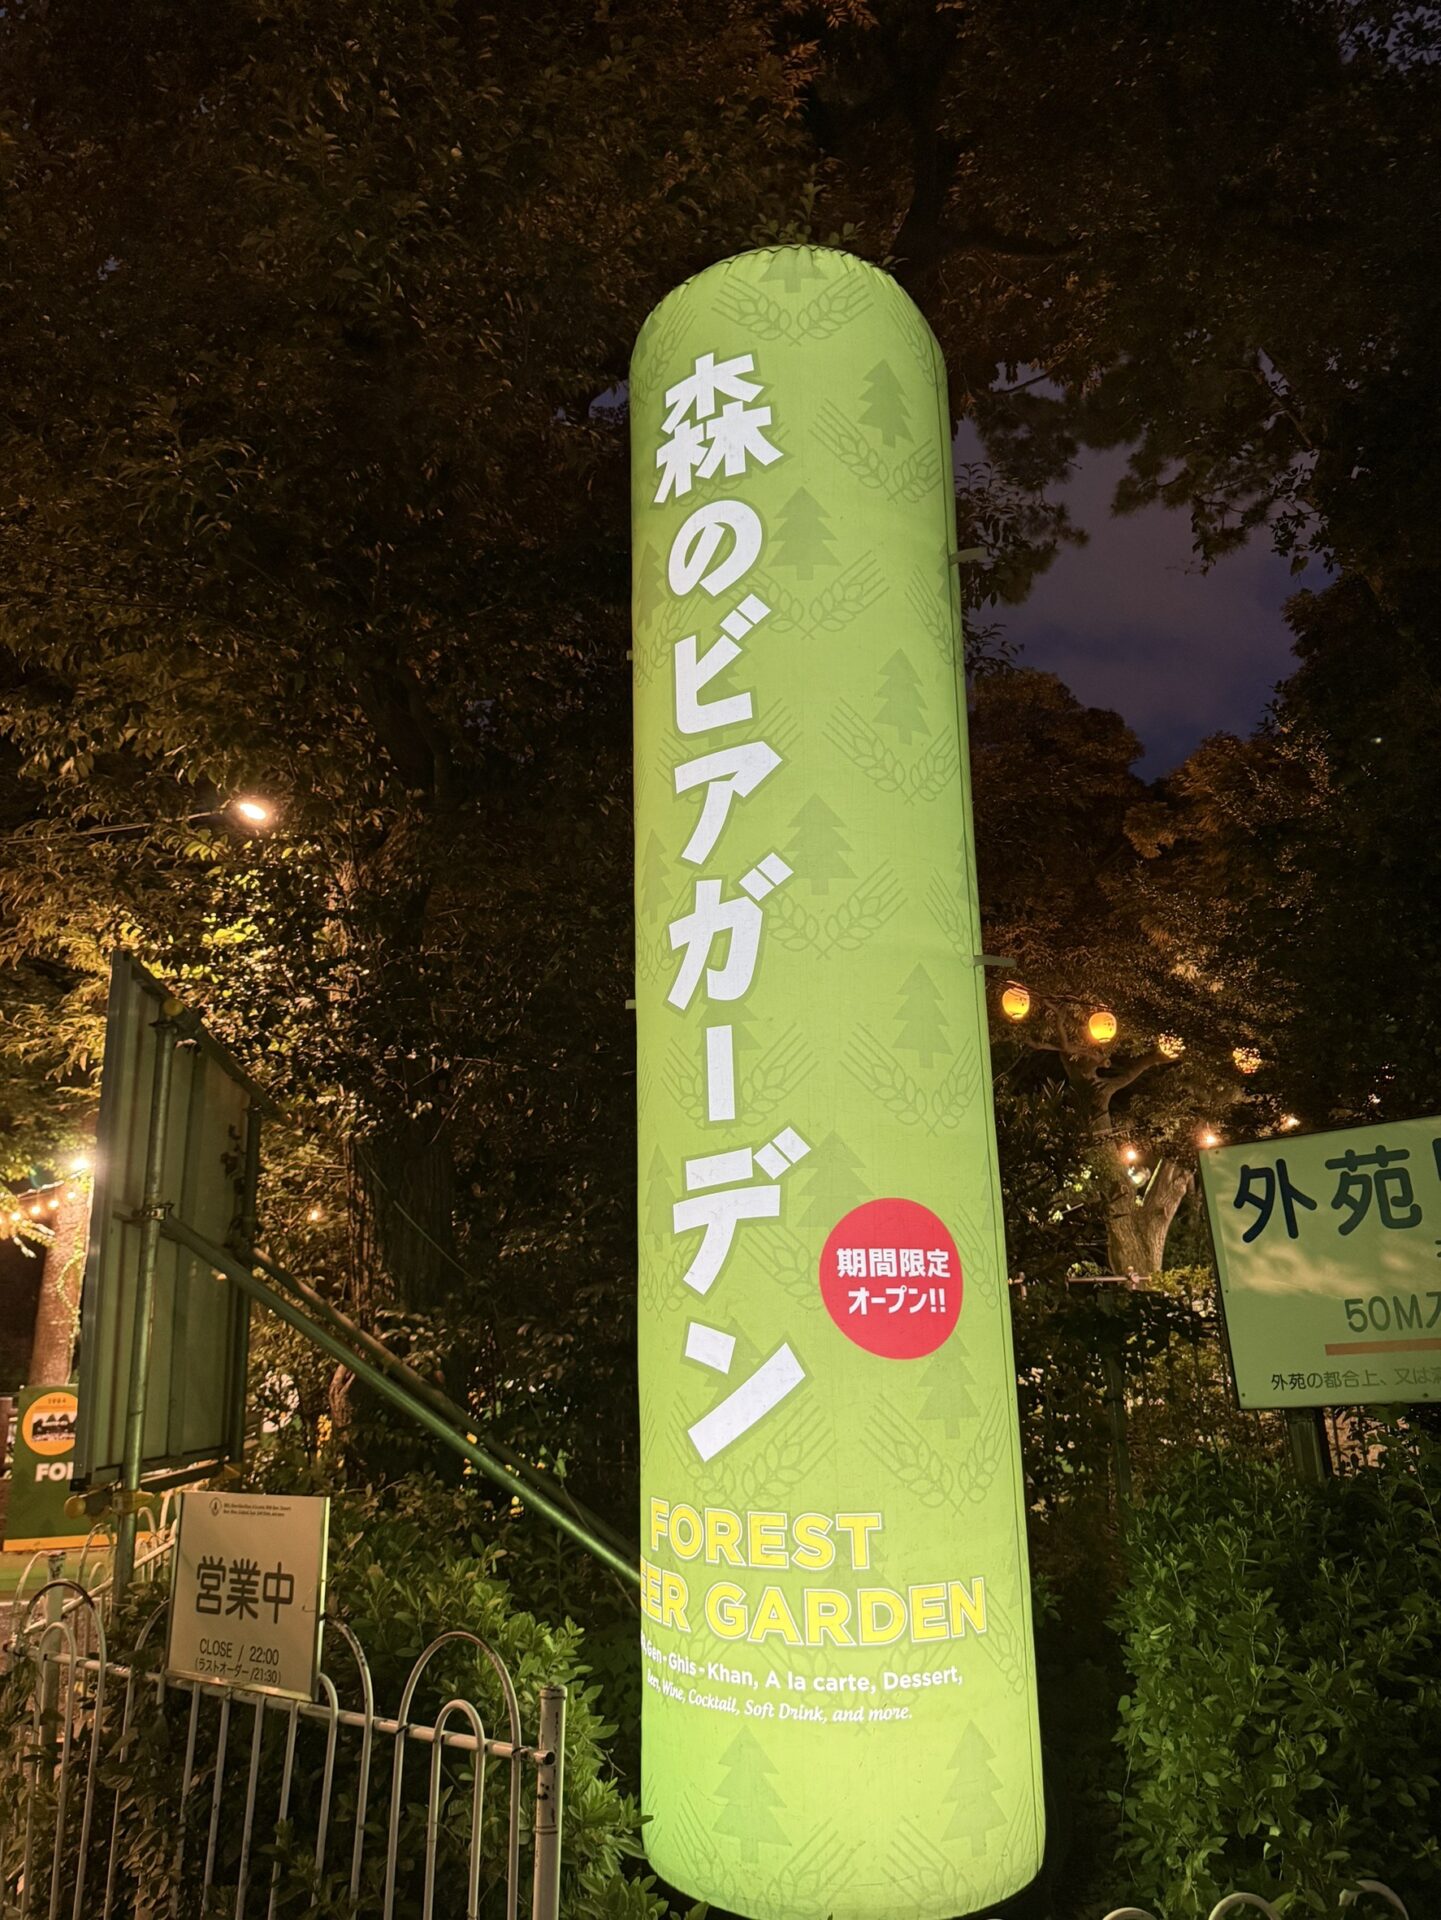 森のビアガーデン
期間限定
オープン!!
FOREST
ER GARDEN
Gen-Ghis-Khan, A la carte, Dessert,
Beer, Wine, Cocktail, Soft Drink, and more.
営業中
CLOSE / 22:00
(ラストオーダー/21:30)
外苑
50M
外苑の都合上、又は
1984
FO